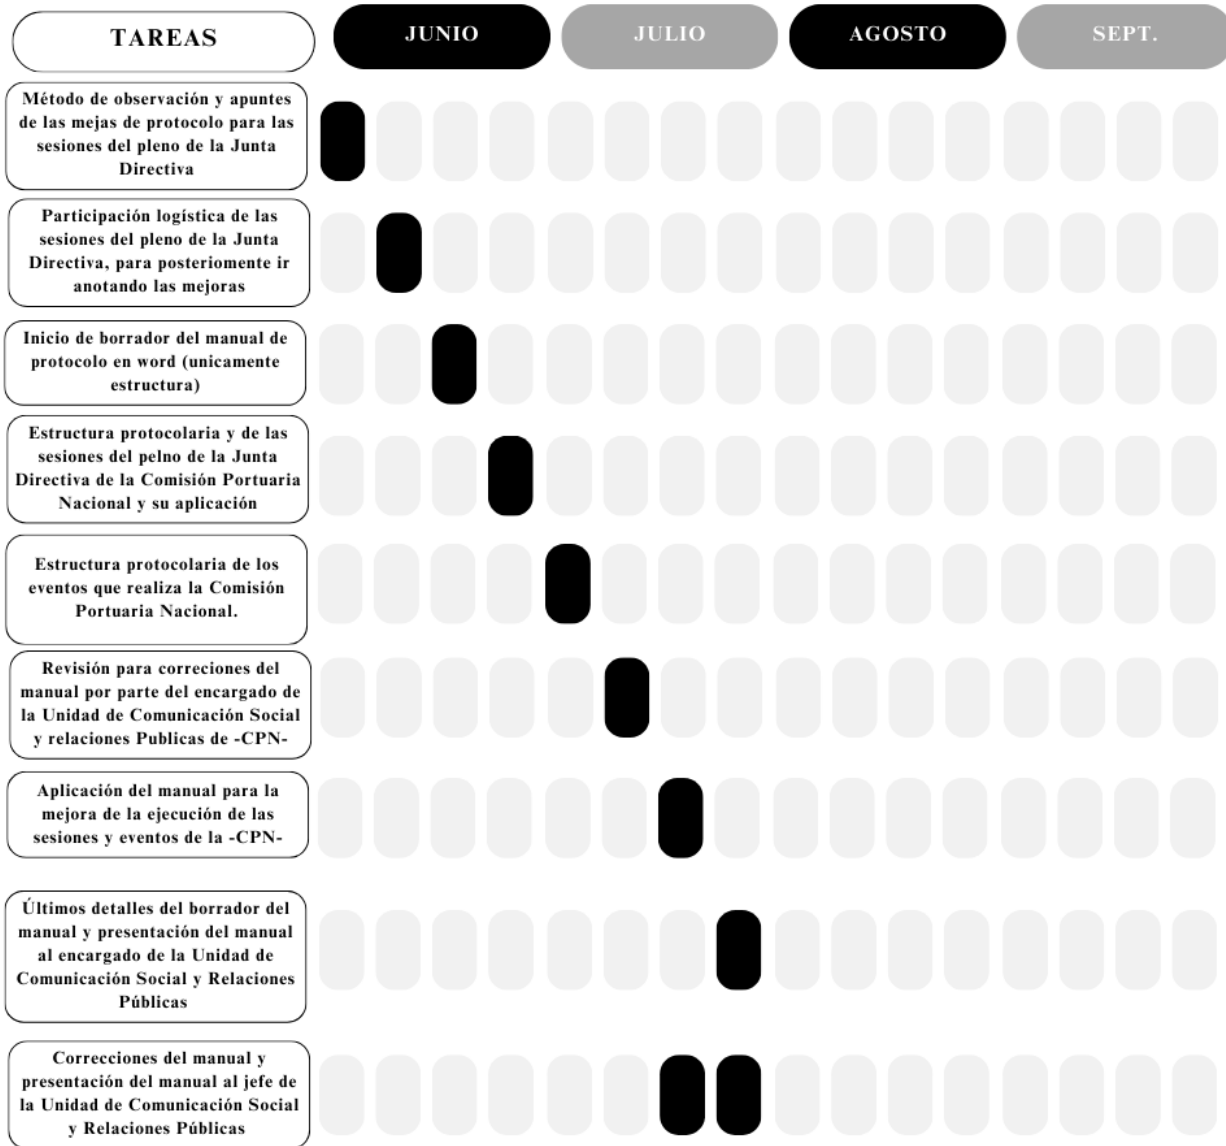 TAREAS
JUNIO
JULIO
AGOSTO
SEPT.
Método de observación y apuntes
de las mejas de protocolo para las
sesiones del pleno de la Junta
Directiva
Participación logística de las
sesiones del pleno de la Junta
Directiva, para posteriomente ir
anotando las mejoras
Inicio de borrador del manual de
protocolo en word (unicamente
estructura)
Estructura protocolaria y de las
sesiones del pelno de la Junta
Directiva de la Comisión Portuaria
Nacional y su aplicación
Estructura protocolaria de los
eventos que realiza la Comisión
Portuaria Nacional.
Revisión para correciones del
manual por parte del encargado de
la Unidad de Comunicación Social
y relaciones Publicas de -CPN-
Aplicación del manual para la
mejora de la ejecución de las
sesiones y eventos de la -CPN-
Últimos detalles del borrador del
manual y presentación del manual
al encargado de la Unidad de
Comunicación Social y Relaciones
Públicas
Correcciones del manual y
presentación del manual al jefe de
la Unidad de Comunicación Social
y Relaciones Públicas